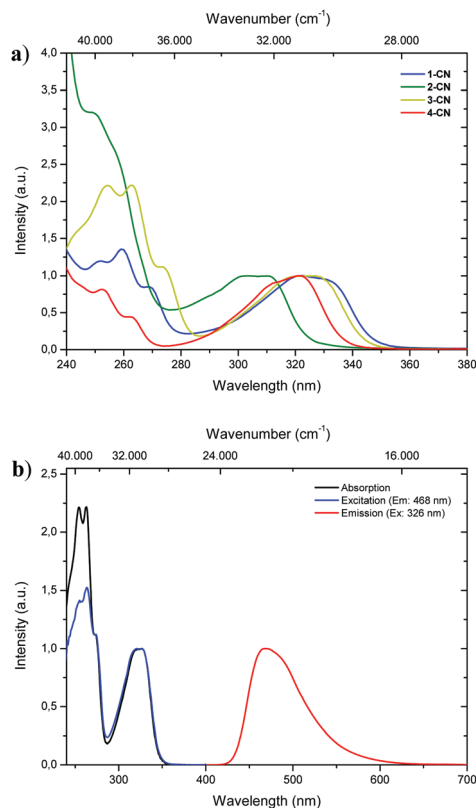 Wavenumber (cm-1)
40.000 36.000 32.000 28.000
a)
4,0
3,5
3,0
2,5
2,0
1,5
1,0
0,5
0,0
Intensity (a.u.)
1-CN
2-CN
3-CN
4-CN
240 260 280 300 320 340 360 380
Wavelength (nm)
Wavenumber (cm-1)
40.000 32.000 24.000 16.000
b)
2,5
2,0
1,5
1,0
0,5
0,0
Intensity (a.u.)
Absorption
Excitation (Em: 468 nm)
Emission (Ex: 326 nm)
300 400 500 600 700
Wavelength (nm)